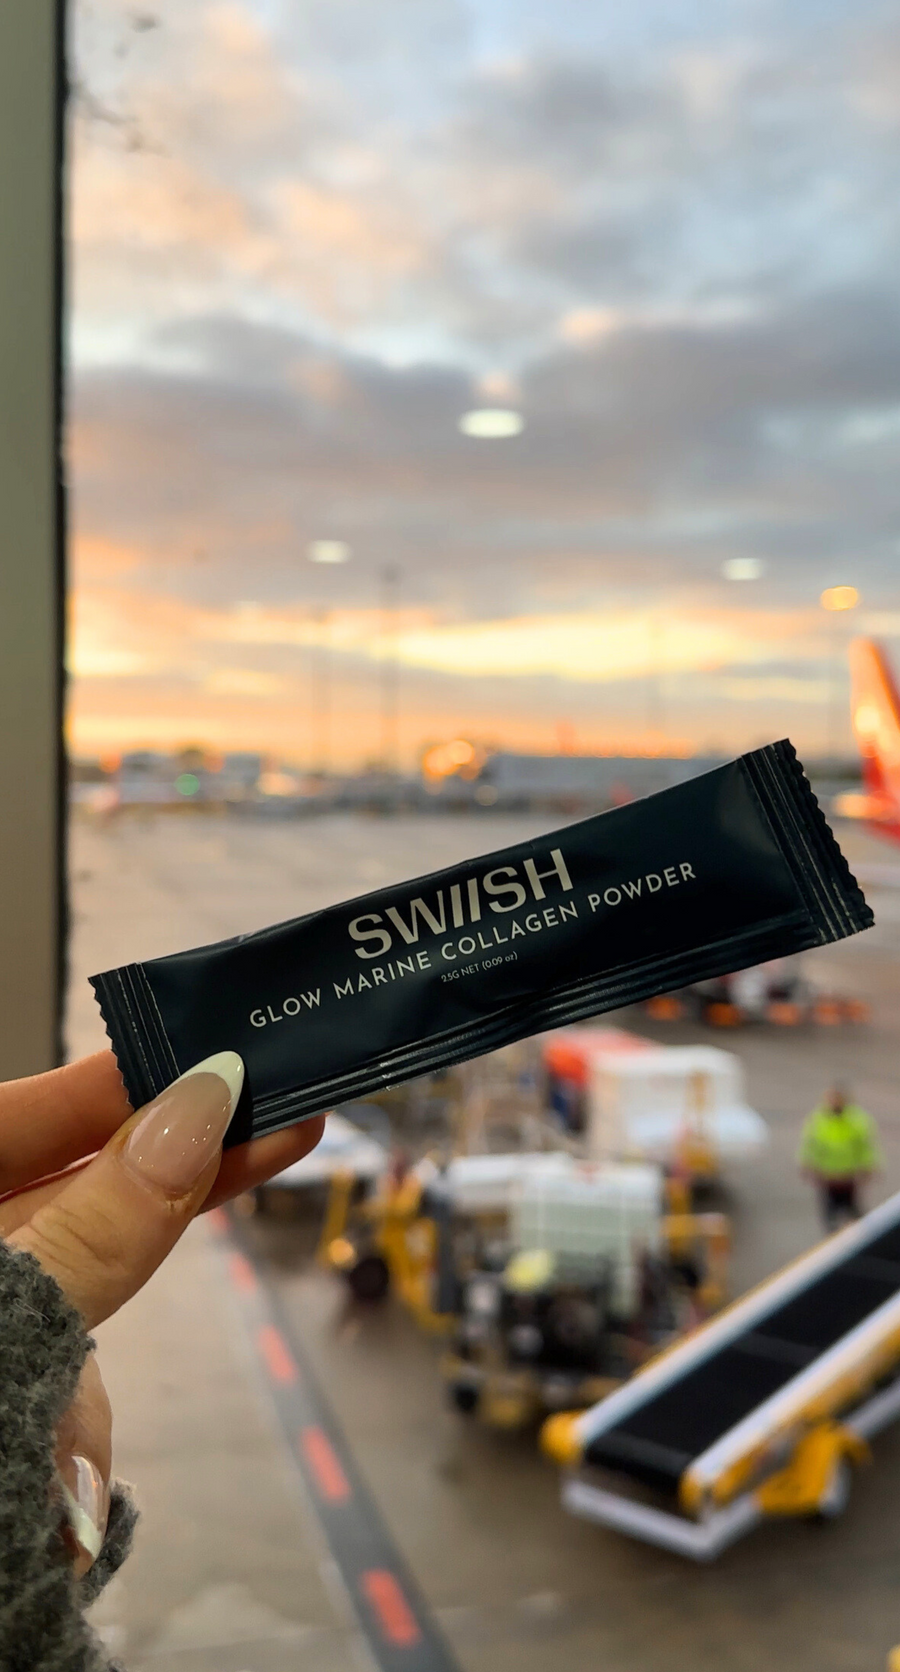 SWIISH
GLOW MARINE COLLAGEN POWDER
2.5G NET (0.09 oz)